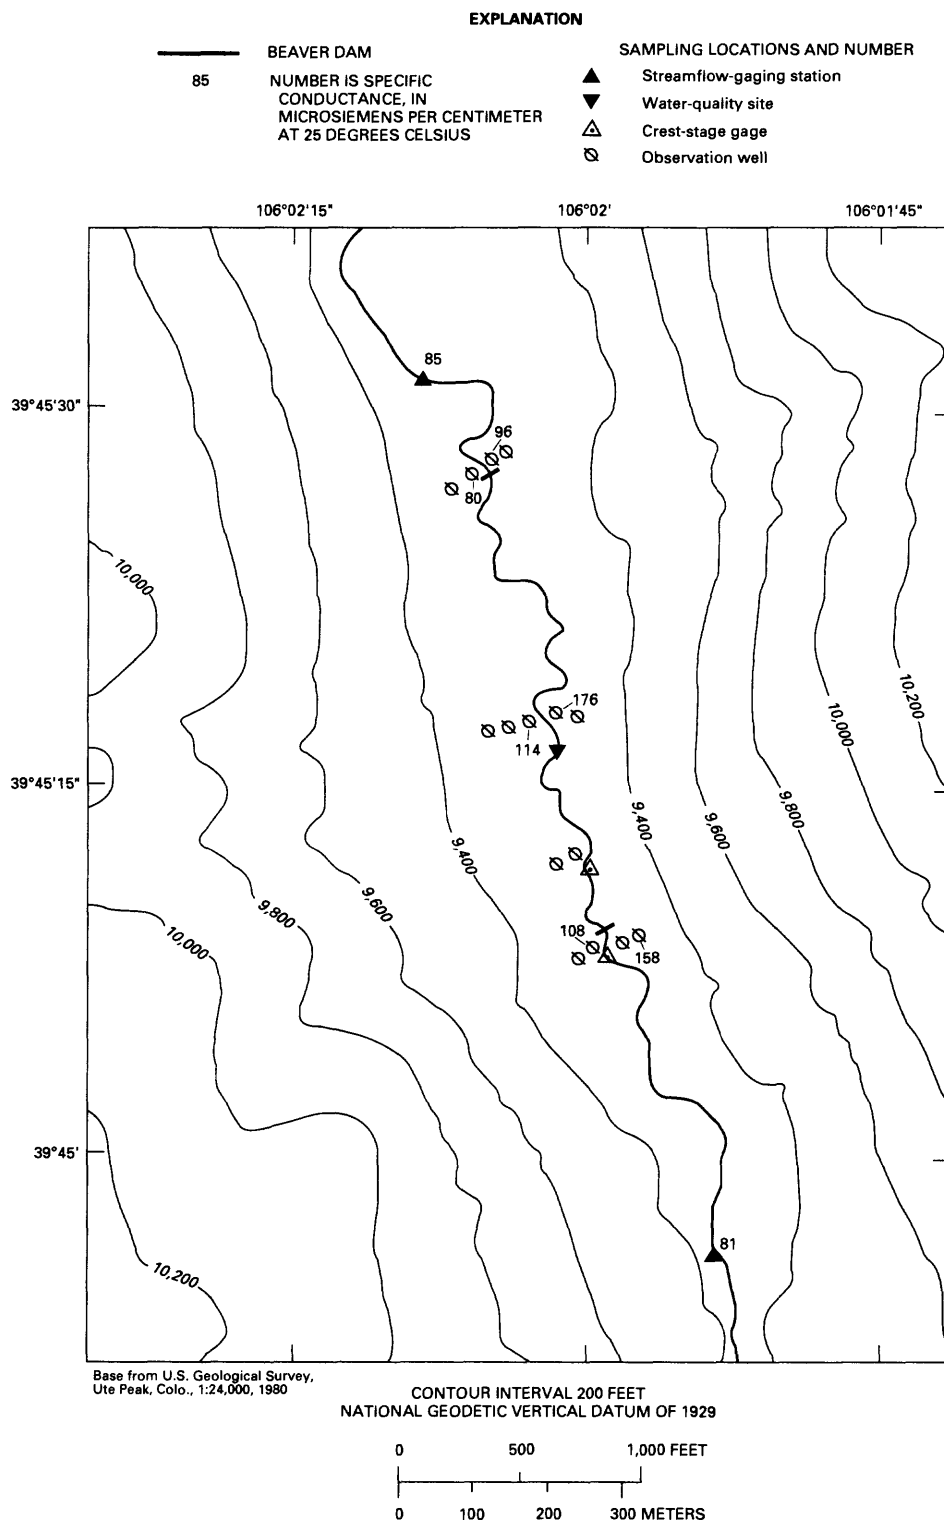 EXPLANATION
BEAVER DAM
85
NUMBER IS SPECIFIC
CONDUCTANCE, IN
MICROSIEMENS PER CENTIMETER
AT 25 DEGREES CELSIUS
SAMPLING LOCATIONS AND NUMBER
Streamflow-gaging station
Water-quality site
Crest-stage gage
Observation well
106°02'15"
106°02'
106°01'45"
85
39°45'30"
96
80
10,000
176
114
10,200
10,000
39°45'15"
9,400
9,600
9,800
9,400
9,600
9,800
10,000
108
158
39°45'
81
10,200
Base from U.S. Geological Survey,
Ute Peak, Colo., 1:24,000, 1980
CONTOUR INTERVAL 200 FEET
NATIONAL GEODETIC VERTICAL DATUM OF 1929
0 500 1,000 FEET
0 100 200 300 METERS